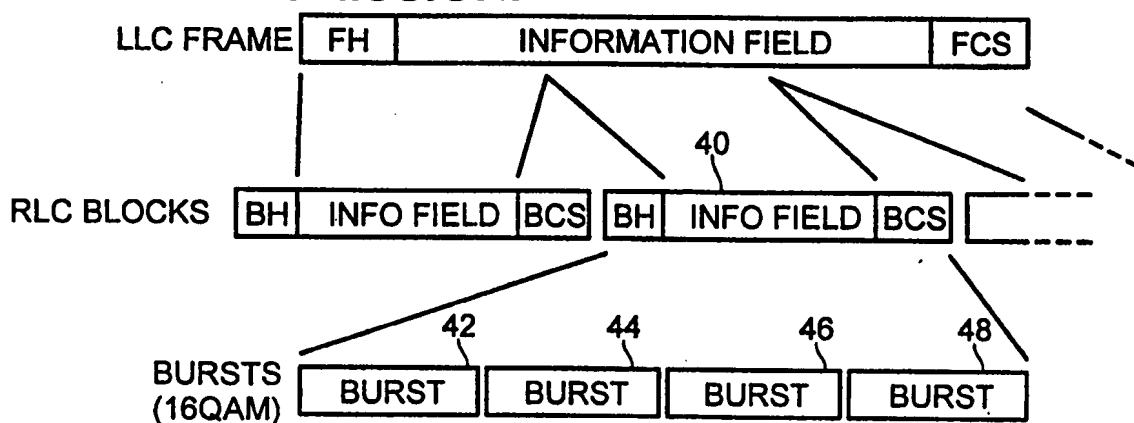 LLC FRAME FH INFORMATION FIELD FCS
40
RLC BLOCKS BH INFO FIELD BCS BH INFO FIELD BCS
42 44 46 48
BURSTS (16QAM) BURST BURST BURST BURST